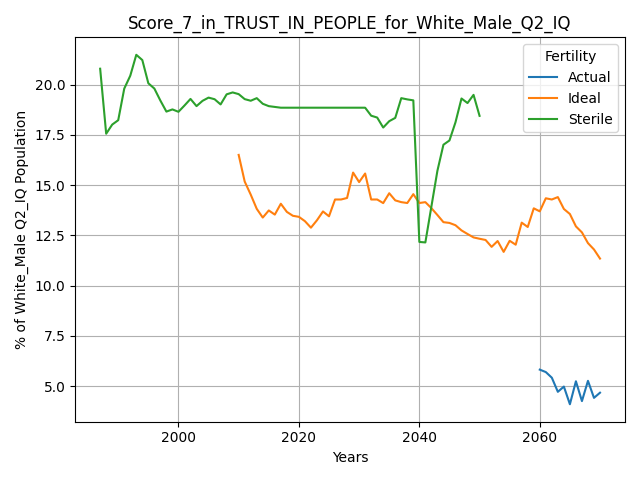 Score_7_in_TRUST_IN_PEOPLE_for_White_Male_Q2_IQ
Fertility
Actual
Ideal
Sterile
% of White_Male Q2_IQ Population
20.0
17.5
15.0
12.5
10.0
7.5
5.0
2000
2020
2040
2060
Years